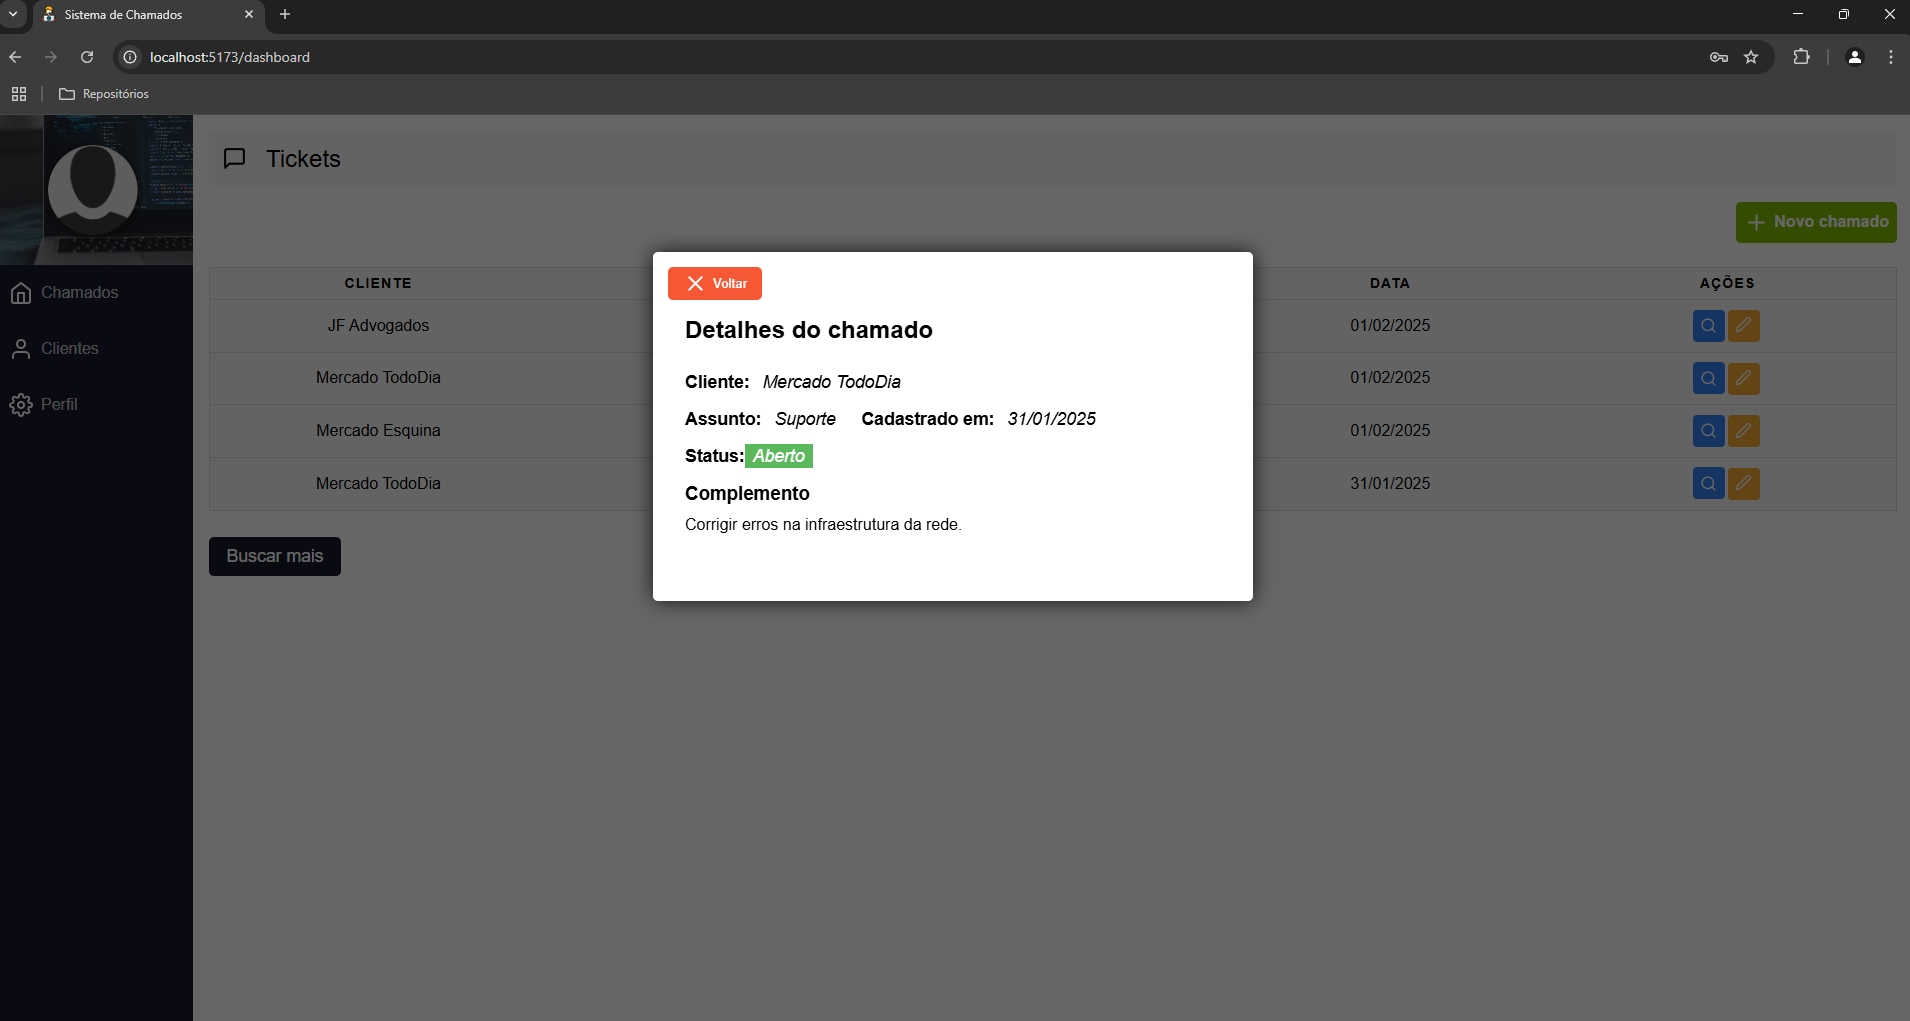 Sistema de Chamados
localhost:5173/dashboard
Repositórios
Tickets
Novo chamado
Chamados
Clientes
Perfil
CLIENTE DATA AÇÕES
JF Advogados 01/02/2025
Mercado TodoDia 01/02/2025
Mercado Esquina 01/02/2025
Mercado TodoDia 31/01/2025
Buscar mais
Voltar
Detalhes do chamado
Cliente: Mercado TodoDia
Assunto: Suporte Cadastrado em: 31/01/2025
Status: Aberto
Complemento
Corrigir erros na infraestrutura da rede.